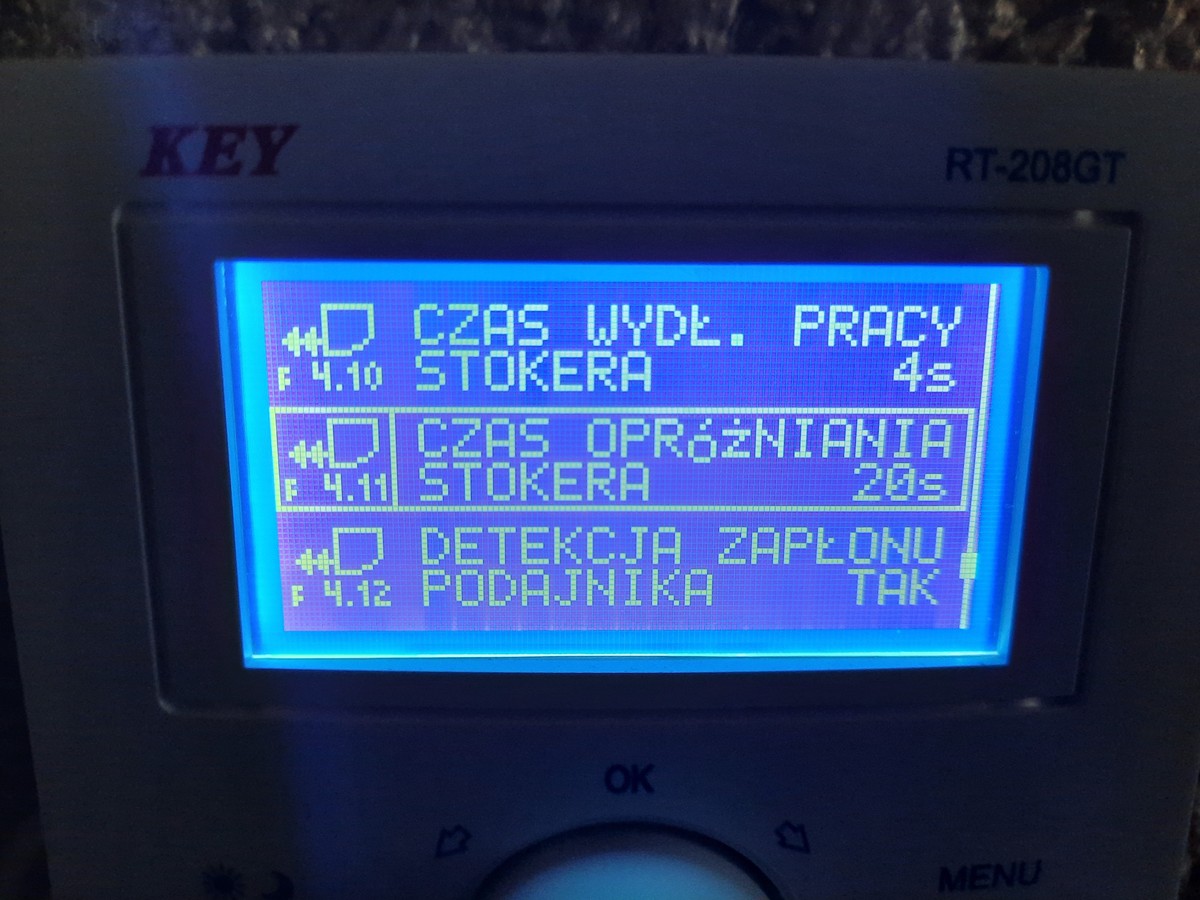 KEY
RT-208GT
CZAS WYDŁ. PRACY
F 4.10 STOKERA 4s
CZAS OPRóżNIANIA
F 4.11 STOKERA 20s
DETEKCJA ZAPŁONU
F 4.12 PODAJNIKA TAK
OK
MENU